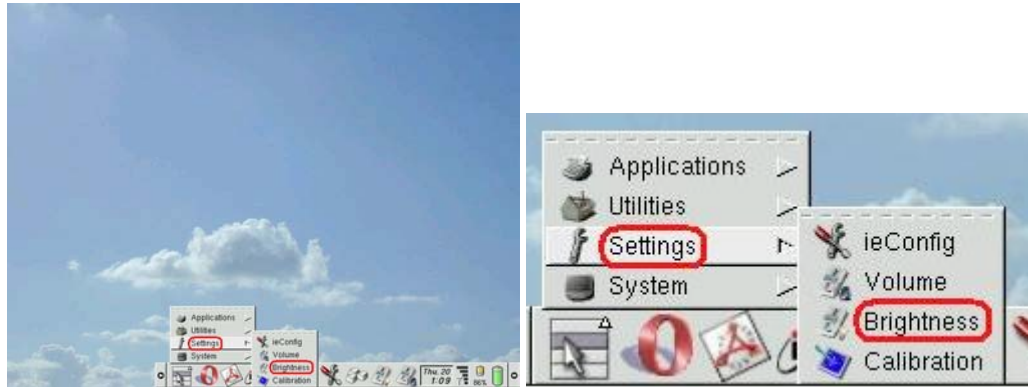 Applications
Utilities
Settings
System
ieConfig
Volume
Brightness
Calibration
Thu, 20
1:09
86%
Applications
Utilities
Settings
System
ieConfig
Volume
Brightness
Calibration